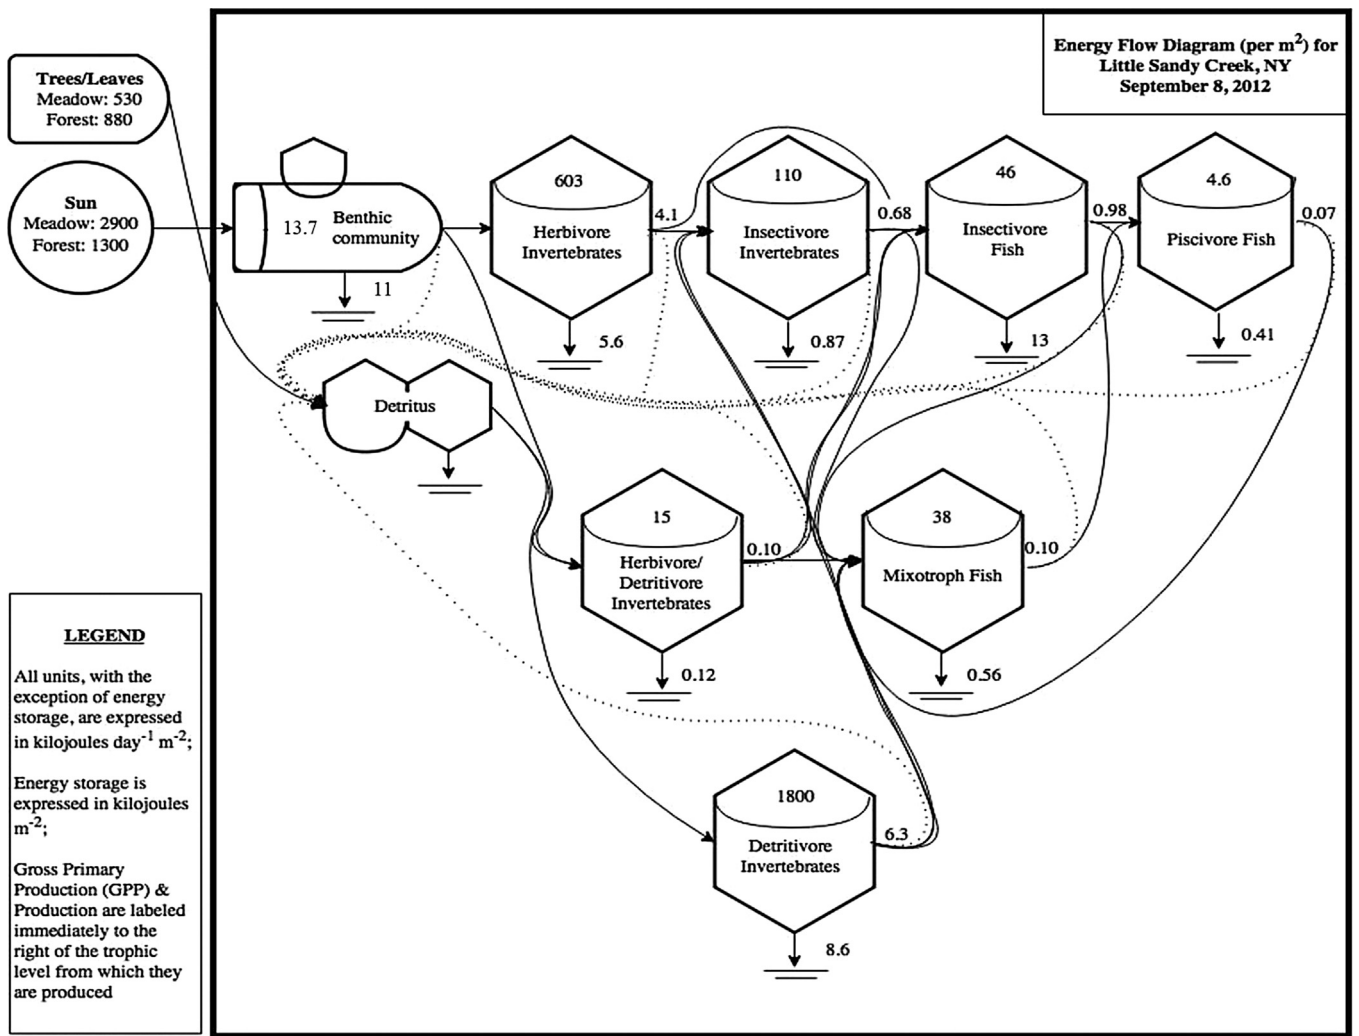 Energy Flow Diagram (per m2) for
Little Sandy Creek, NY
September 8, 2012
Trees/Leaves
Meadow: 530
Forest: 880
Sun
Meadow: 2900
Forest: 1300
13.7
Benthic
community
11
603
Herbivore
Invertebrates
4.1
5.6
110
Insectivore
Invertebrates
0.68
0.87
46
Insectivore
Fish
0.98
13
4.6
Piscivore Fish
0.07
0.41
Detritus
15
Herbivore/
Detritivore
Invertebrates
0.10
0.12
38
Mixotroph Fish
0.10
0.56
1800
Detritivore
Invertebrates
6.3
8.6
LEGEND
All units, with the
exception of energy
storage, are expressed
in kilojoules day-1 m-2;
Energy storage is
expressed in kilojoules
m-2;
Gross Primary
Production (GPP) &
Production are labeled
immediately to the
right of the trophic
level from which they
are produced